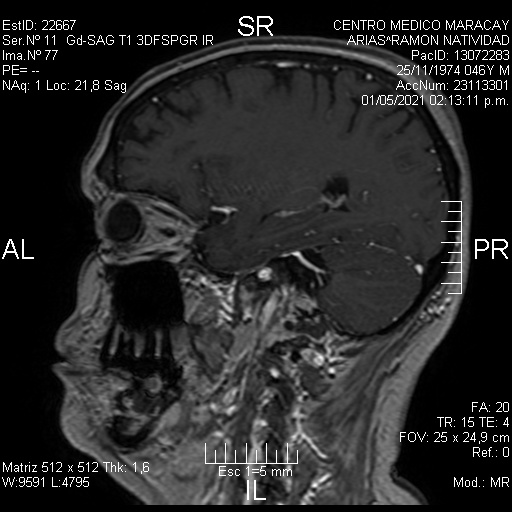 EstID: 22667
Ser.Nº 11 Gd-SAG T1 3DFSPGR IR
Ima.Nº 77
PE= --
NAq: 1 Loc: 21,8 Sag
SR
CENTRO MEDICO MARACAY
ARIAS^RAMON NATIVIDAD
PacID: 13072283
25/11/1974 046Y M
AccNum: 23113301
01/05/2021 02:13:11 p.m.
AL
PR
FA: 20
TR: 15 TE: 4
FOV: 25 x 24,9 cm
Ref.: 0
Mod.: MR
Matriz 512 x 512 Thk: 1,6
W:9591 L:4795
Esc 1=5 mm
IL